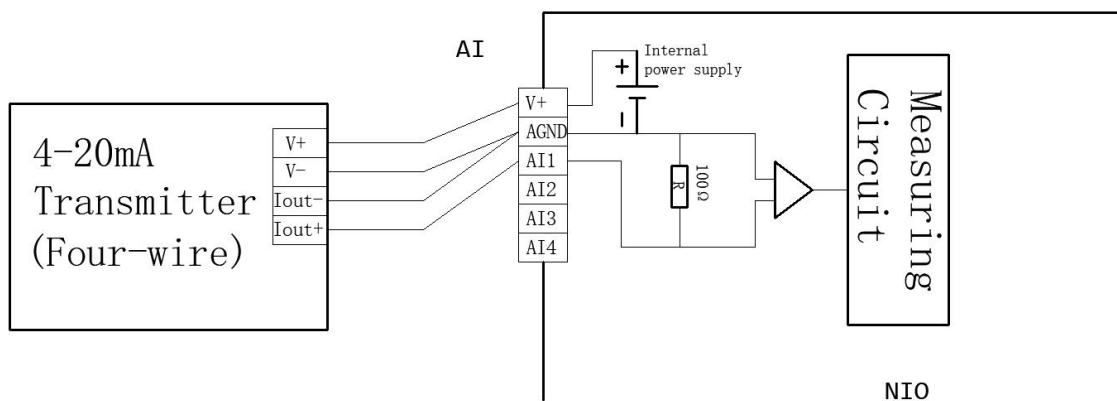 AI
Internal
power supply
+
-
4-20mA
Transmitter
(Four-wire)
V+
V-
Iout-
Iout+
V+
AGND
AI1
AI2
AI3
AI4
R
100Ω
Measuring
Circuit
NIO